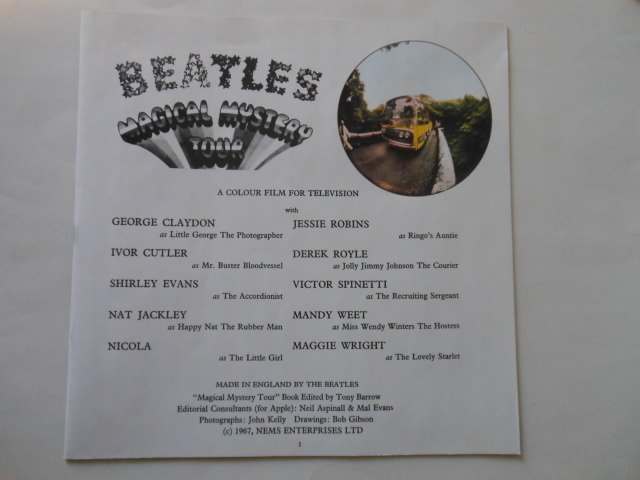 BEATLES
MAGICAL MYSTERY
TOUR
A COLOUR FILM FOR TELEVISION
with
GEORGE CLAYDON
as Little George The Photographer
JESSIE ROBINS
as Ringo's Auntie
IVOR CUTLER
as Mr. Buster Bloodvessel
DEREK ROYLE
as Jolly Jimmy Johnson The Courier
SHIRLEY EVANS
as The Accordionist
VICTOR SPINETTI
as The Recruiting Sergeant
NAT JACKLEY
as Happy Nat The Rubber Man
MANDY WEET
as Miss Wendy Winters The Hostess
NICOLA
as The Little Girl
MAGGIE WRIGHT
as The Lovely Starlet
MADE IN ENGLAND BY THE BEATLES
"Magical Mystery Tour" Book Edited by Tony Barrow
Editorial Consultants (for Apple): Neil Aspinall & Mal Evans
Photographs: John Kelly Drawings: Bob Gibson
(c) 1967, NEMS ENTERPRISES LTD
1